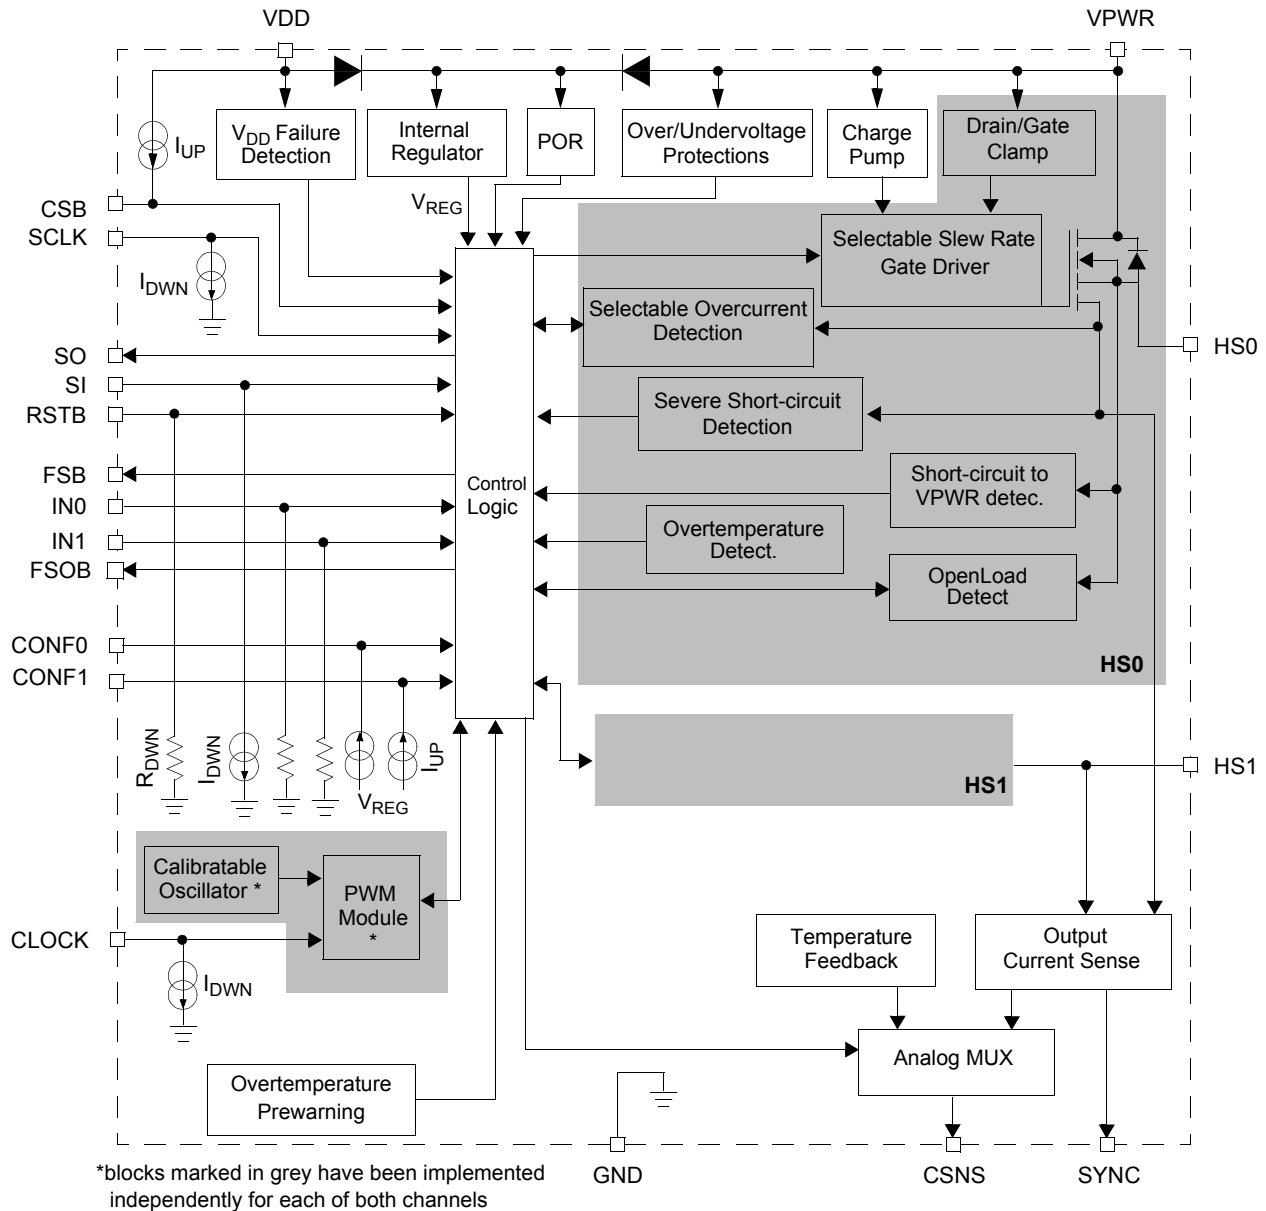 VDD
VPWR
VDD Failure
Detection
Internal
Regulator
POR
Over/Undervoltage
Protections
Charge
Pump
Drain/Gate
Clamp
IUP
VREG
CSB
SCLK
IDWN
Selectable Slew Rate
Gate Driver
Selectable Overcurrent
Detection
HS0
SO
SI
RSTB
Severe Short-circuit
Detection
FSB
IN0
IN1
FSOB
Control
Logic
Short-circuit to
VPWR detec.
Overtemperature
Detect.
OpenLoad
Detect
CONF0
CONF1
HS0
RDWN
IDWN
VREG
IUP
HS1
HS1
Calibratable
Oscillator *
PWM
Module
*
CLOCK
IDWN
Temperature
Feedback
Output
Current Sense
Analog MUX
Overtemperature
Prewarning
GND
CSNS
SYNC
*blocks marked in grey have been implemented
independently for each of both channels